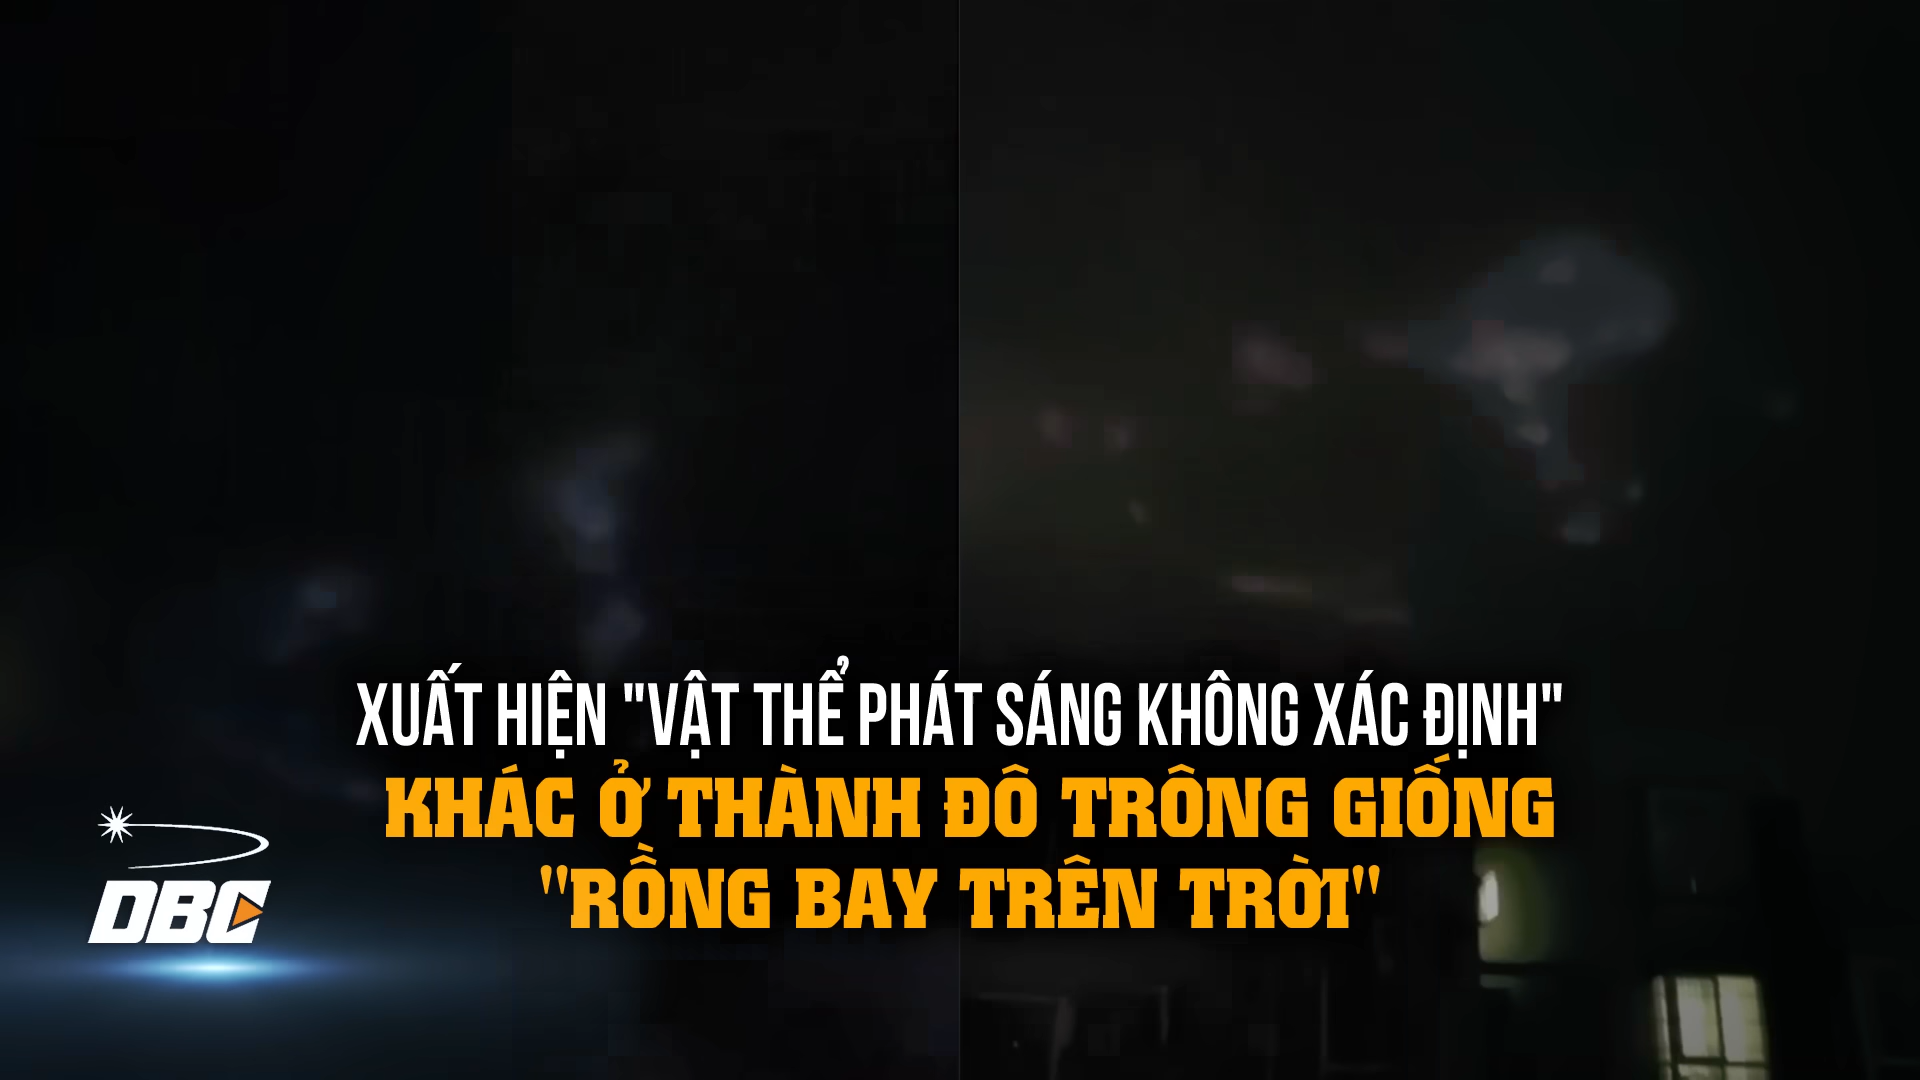 XUẤT HIỆN "VẬT THỂ PHÁT SÁNG KHÔNG XÁC ĐỊNH"
KHÁC Ở THÀNH ĐÔ TRÔNG GIỐNG
"RỒNG BAY TRÊN TRỜI"
DBC